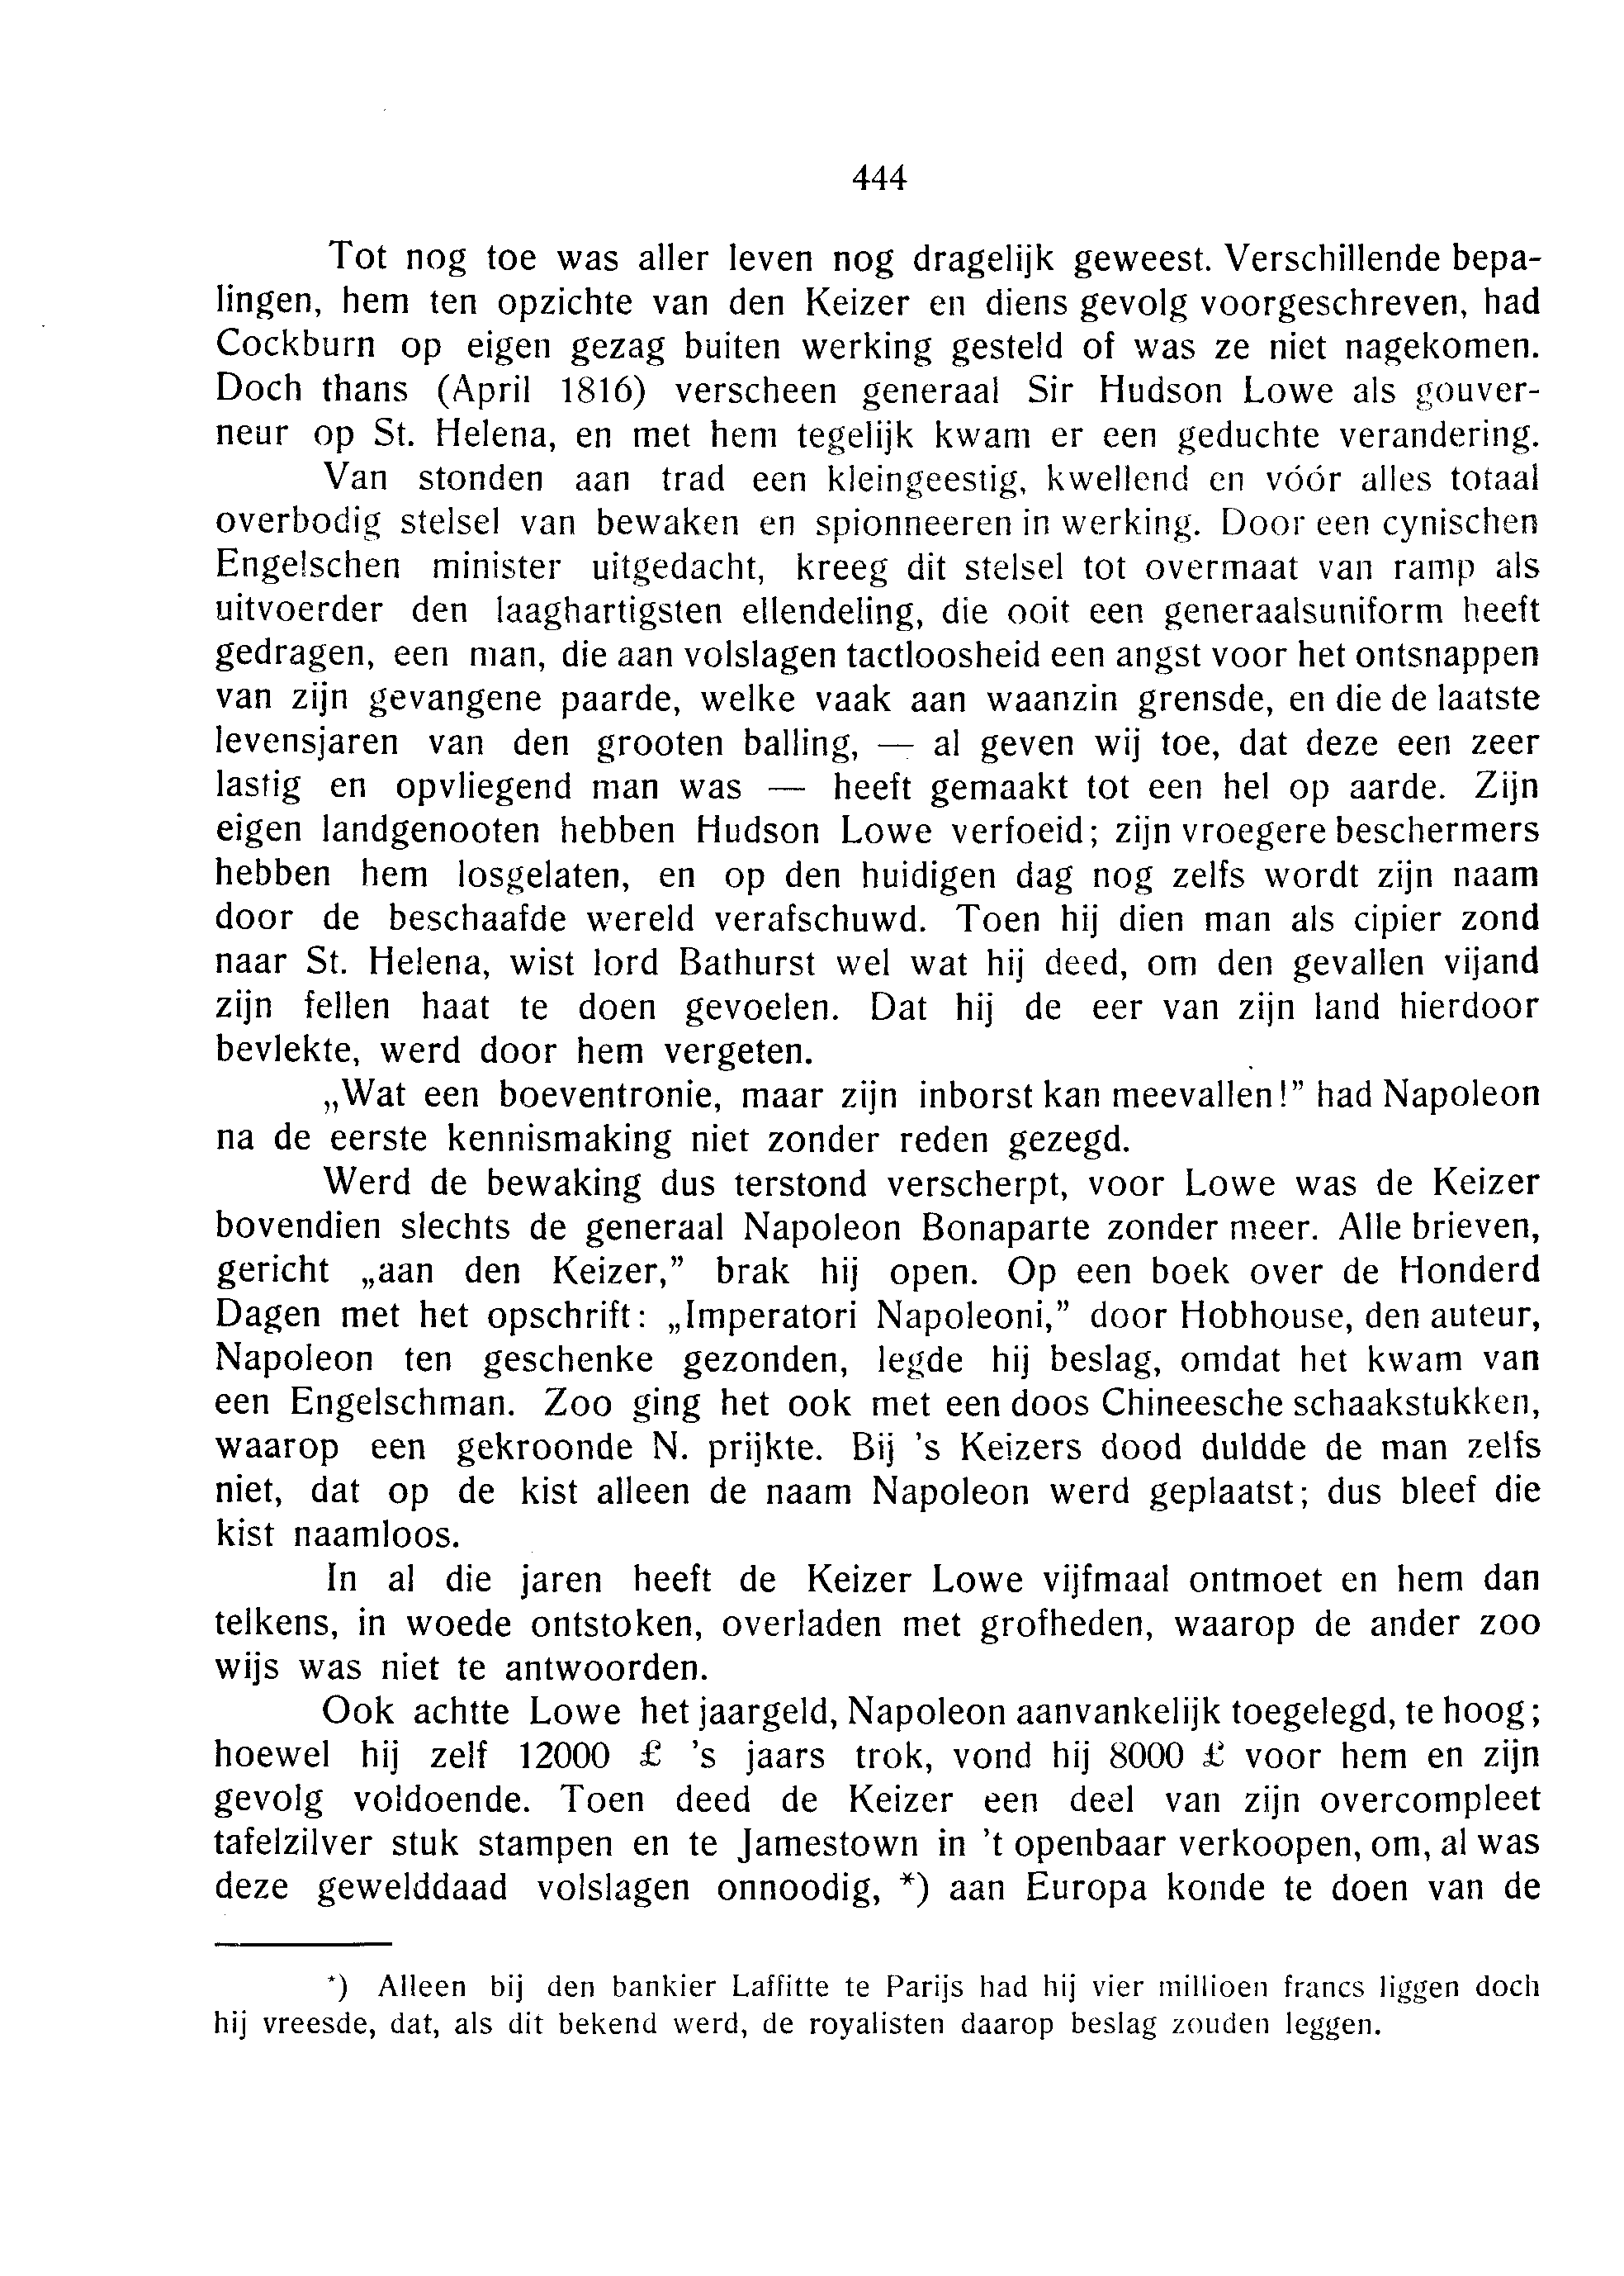 444
Tot nog toe was aller leven nog dragelijk geweest. Verschillende bepa-
lingen, hem ten opzichte van den Keizer en diens gevolg voorgeschreven, had
Cockburn op eigen gezag buiten werking gesteld of was ze niet nagekomen.
Doch thans (April 1816) verscheen generaal Sir Hudson Lowe als gouver-
neur op St. Helena, en met hem tegelijk kwam er een geduchte verandering.
Van stonden aan trad een kleingeestig, kwellend en vóór alles totaal
overbodig stelsel van bewaken en spionneeren in werking. Door een cynischen
Engelschen minister uitgedacht, kreeg dit stelsel tot overmaat van ramp als
uitvoerder den laaghartigsten ellendeling, die ooit een generaalsuniform heeft
gedragen, een man, die aan volslagen tactloosheid een angst voor het ontsnappen
van zijn gevangene paarde, welke vaak aan waanzin grensde, en die de laatste
levensjaren van den grooten balling, — al geven wij toe, dat deze een zeer
lastig en opvliegend man was — heeft gemaakt tot een hel op aarde. Zijn
eigen landgenooten hebben Hudson Lowe verfoeid; zijn vroegere beschermers
hebben hem losgelaten, en op den huidigen dag nog zelfs wordt zijn naam
door de beschaafde wereld verafschuwd. Toen hij dien man als cipier zond
naar St. Helena, wist lord Bathurst wel wat hij deed, om den gevallen vijand
zijn fellen haat te doen gevoelen. Dat hij de eer van zijn land hierdoor
bevlekte, werd door hem vergeten.
„Wat een boeventronie, maar zijn inborst kan meevallen!” had Napoleon
na de eerste kennismaking niet zonder reden gezegd.
Werd de bewaking dus terstond verscherpt, voor Lowe was de Keizer
bovendien slechts de generaal Napoleon Bonaparte zonder meer. Alle brieven,
gericht „aan den Keizer,” brak hij open. Op een boek over de Honderd
Dagen met het opschrift: „Imperatori Napoleoni,” door Hobhouse, den auteur,
Napoleon ten geschenke gezonden, legde hij beslag, omdat het kwam van
een Engelschman. Zoo ging het ook met een doos Chineesche schaakstukken,
waarop een gekroonde N. prijkte. Bij 's Keizers dood duldde de man zelfs
niet, dat op de kist alleen de naam Napoleon werd geplaatst; dus bleef die
kist naamloos.
In al die jaren heeft de Keizer Lowe vijfmaal ontmoet en hem dan
telkens, in woede ontstoken, overladen met grofheden, waarop de ander zoo
wijs was niet te antwoorden.
Ook achtte Lowe het jaargeld, Napoleon aanvankelijk toegelegd, te hoog;
hoewel hij zelf 12000 £ 's jaars trok, vond hij 8000 £ voor hem en zijn
gevolg voldoende. Toen deed de Keizer een deel van zijn overcompleet
tafelzilver stuk stampen en te Jamestown in 't openbaar verkoopen, om, al was
deze gewelddaad volslagen onnoodig, *) aan Europa konde te doen van de
*) Alleen bij den bankier Laffitte te Parijs had hij vier millioen francs liggen doch
hij vreesde, dat, als dit bekend werd, de royalisten daarop beslag zouden leggen.